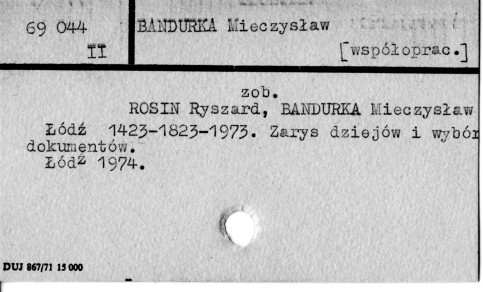 69 044
II
BANDURKA Mieczysław
[współoprac.]
zob.
ROSIN Ryszard, BANDURKA Mieczysław
Łódź 1423-1823-1973. Zarys dziejów i wybór
dokumentów.
Łódź 1974.
DUJ 867/71 15 000